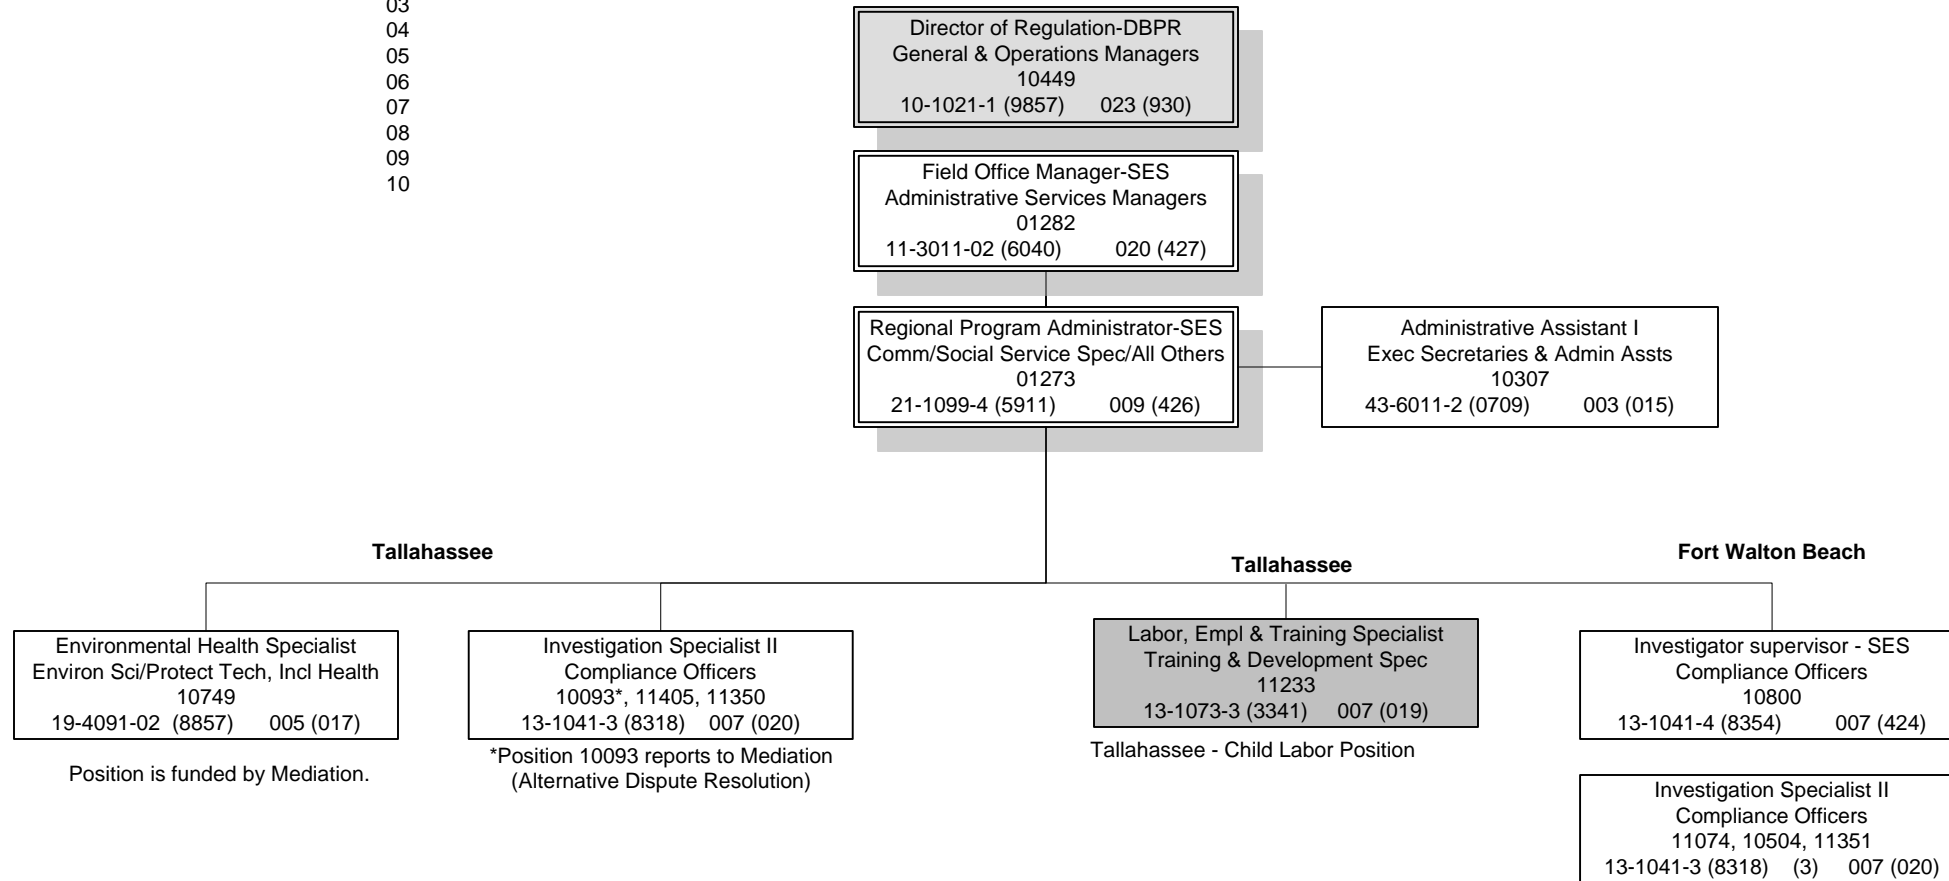 03
04
05
06
07
08
09
10
Director of Regulation-DBPR
General & Operations Managers
10449
10-1021-1 (9857) 023 (930)
Field Office Manager-SES
Administrative Services Managers
01282
11-3011-02 (6040) 020 (427)
Regional Program Administrator-SES
Comm/Social Service Spec/All Others
01273
21-1099-4 (5911) 009 (426)
Administrative Assistant I
Exec Secretaries & Admin Assts
10307
43-6011-2 (0709) 003 (015)
Tallahassee
Environmental Health Specialist
Environ Sci/Protect Tech, Incl Health
10749
19-4091-02 (8857) 005 (017)
Position is funded by Mediation.
Investigation Specialist II
Compliance Officers
10093*, 11405, 11350
13-1041-3 (8318) 007 (020)
*Position 10093 reports to Mediation
(Alternative Dispute Resolution)
Tallahassee
Labor, Empl & Training Specialist
Training & Development Spec
11233
13-1073-3 (3341) 007 (019)
Tallahassee - Child Labor Position
Fort Walton Beach
Investigator supervisor - SES
Compliance Officers
10800
13-1041-4 (8354) 007 (424)
Investigation Specialist II
Compliance Officers
11074, 10504, 11351
13-1041-3 (8318) (3) 007 (020)